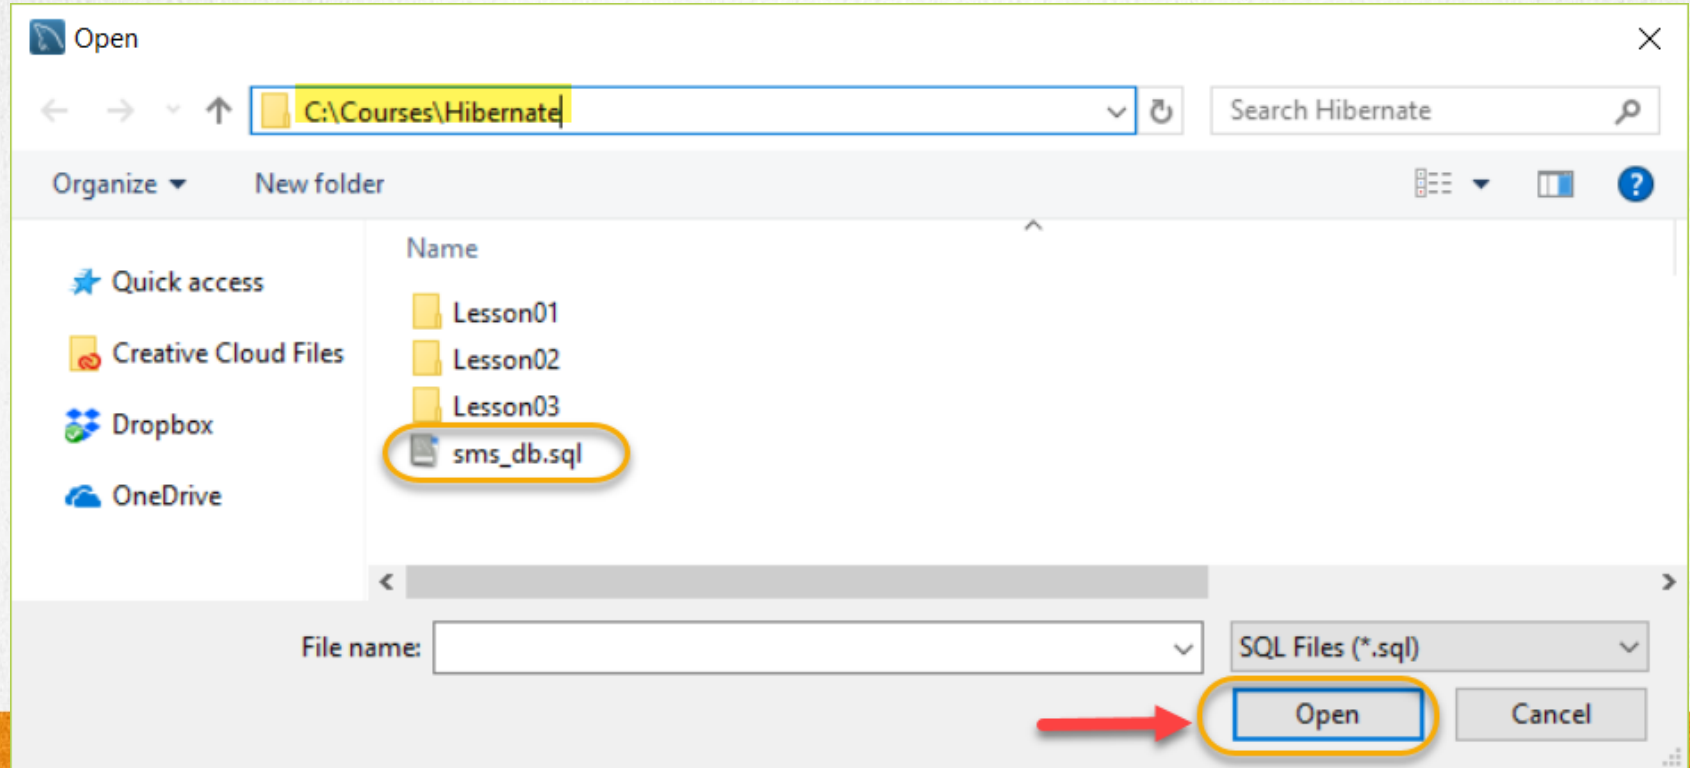 Open
C:\Courses\Hibernate
Search Hibernate
Organize
New folder
Name
Quick access
Creative Cloud Files
Dropbox
OneDrive
Lesson01
Lesson02
Lesson03
sms_db.sql
File name:
SQL Files (*.sql)
Open
Cancel